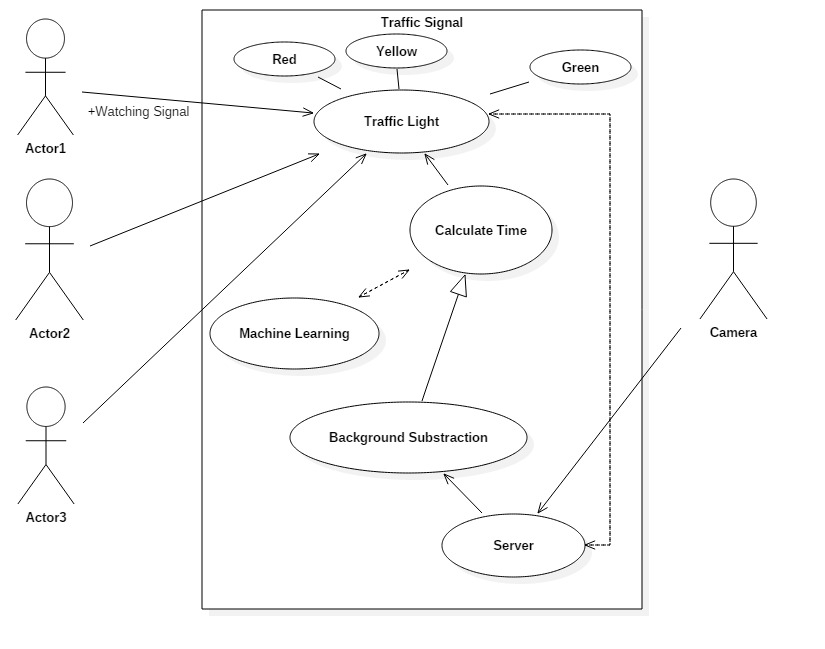 Traffic Signal
Red
Yellow
Green
+Watching Signal
Traffic Light
Actor1
Calculate Time
Actor2
Machine Learning
Camera
Background Substraction
Actor3
Server